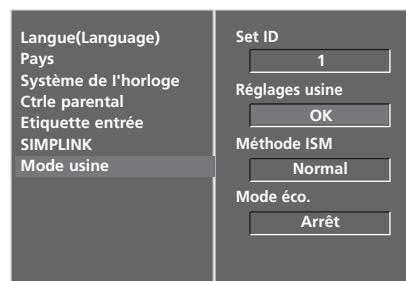 Langue(Language)
Pays
Système de I'horloge
Ctrle parental
Etiquette entrée
SIMPLINK
Mode usine
Set ID
1
Réglages usine
OK
Méthode ISM
Normal
Mode éco.
Arrêt